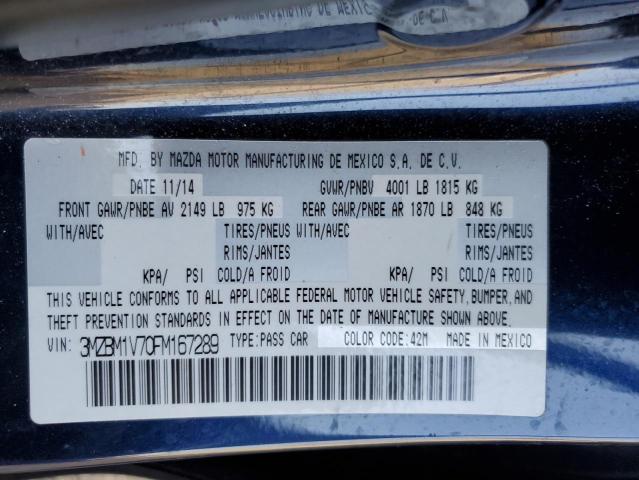 MFD. BY MAZDA MOTOR MANUFACTURING DE MEXICO S.A. DE C.V.
DATE 11/14 GVWR/PNBV 4001 LB 1815 KG
FRONT GAWR/PNBE AV 2149 LB 975 KG REAR GAWR/PNBE AR 1870 LB 848 KG
WITH/AVEC TIRES/PNEUS WITH/AVEC TIRES/PNEUS
RIMS/JANTES RIMS/JANTES
KPA/ PSI COLD/A FROID KPA/ PSI COLD/A FROID
THIS VEHICLE CONFORMS TO ALL APPLICABLE FEDERAL MOTOR VEHICLE SAFETY, BUMPER, AND
THEFT PREVENTION STANDARDS IN EFFECT ON THE DATE OF MANUFACTURE SHOWN ABOVE.
VIN: 3MZBM1V70FM167289 TYPE:PASS CAR COLOR CODE:42M MADE IN MEXICO